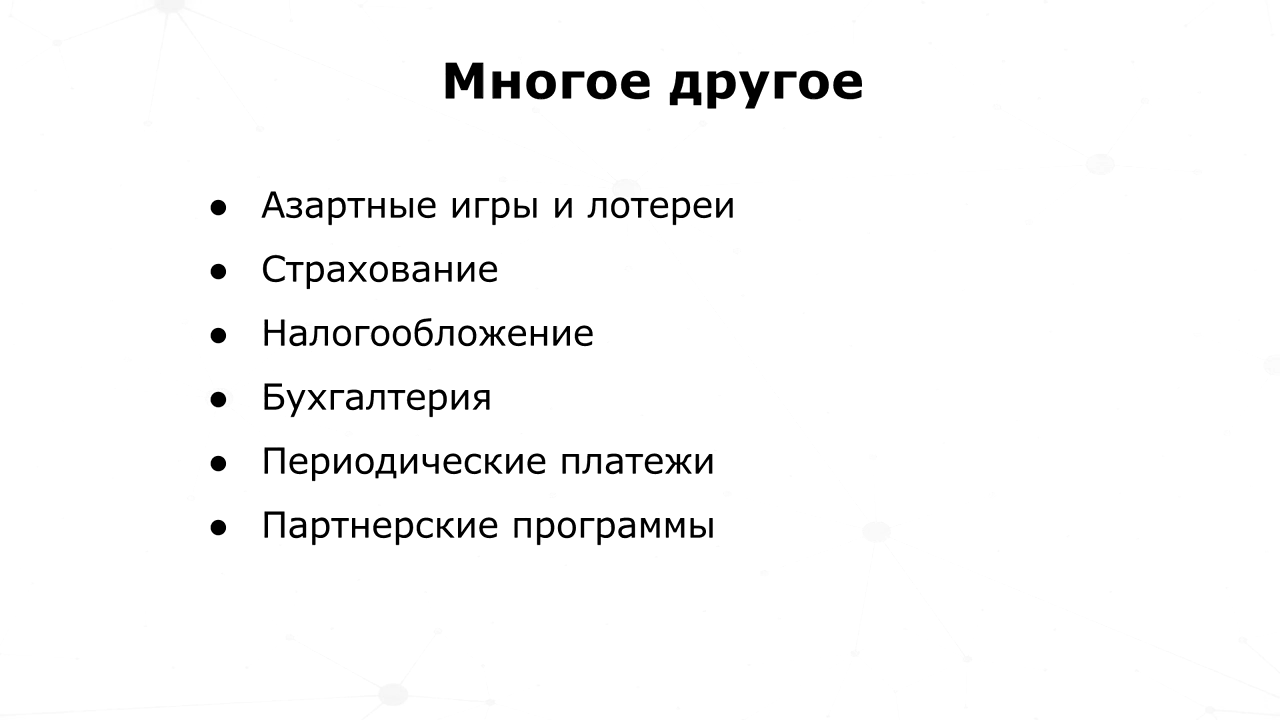 Многое другое
● Азартные игры и лотереи
● Страхование
● Налогообложение
● Бухгалтерия
● Периодические платежи
● Партнерские программы